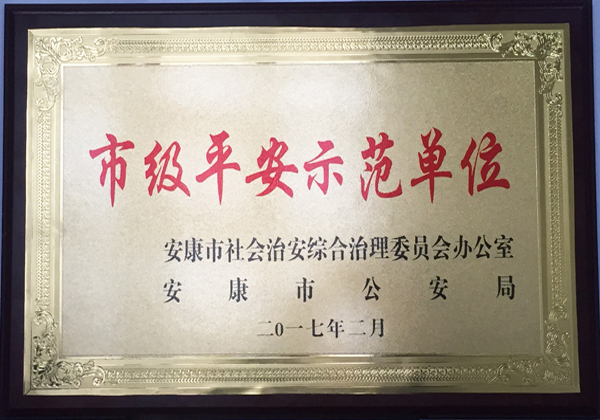 市级平安示范单位
安康市社会治安综合治理委员会办公室
安康市公安局
二0一七年二月